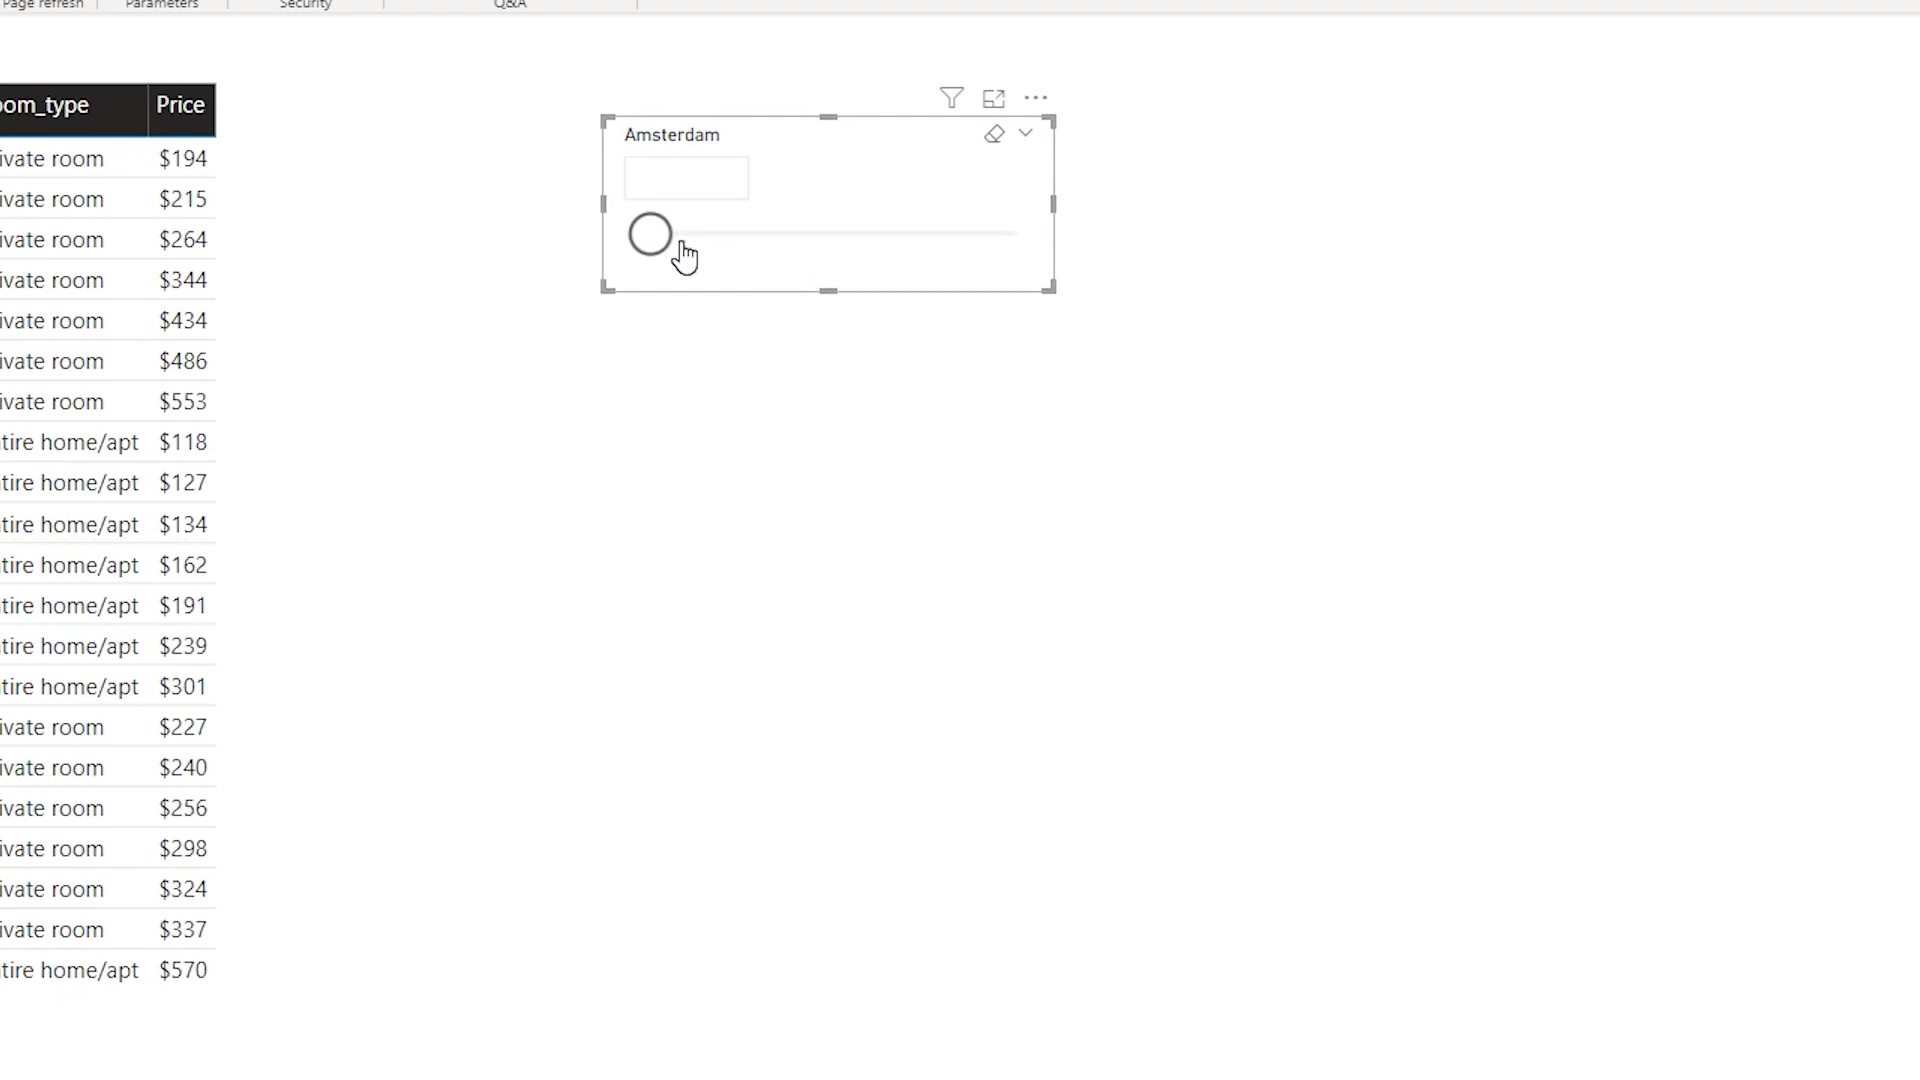 Page refresh Parameters Security Q&A
oom_type Price
ivate room $194
ivate room $215
ivate room $264
ivate room $344
ivate room $434
ivate room $486
ivate room $553
tire home/apt $118
tire home/apt $127
tire home/apt $134
tire home/apt $162
tire home/apt $191
tire home/apt $239
tire home/apt $301
ivate room $227
ivate room $240
ivate room $256
ivate room $298
ivate room $324
ivate room $337
tire home/apt $570
Amsterdam